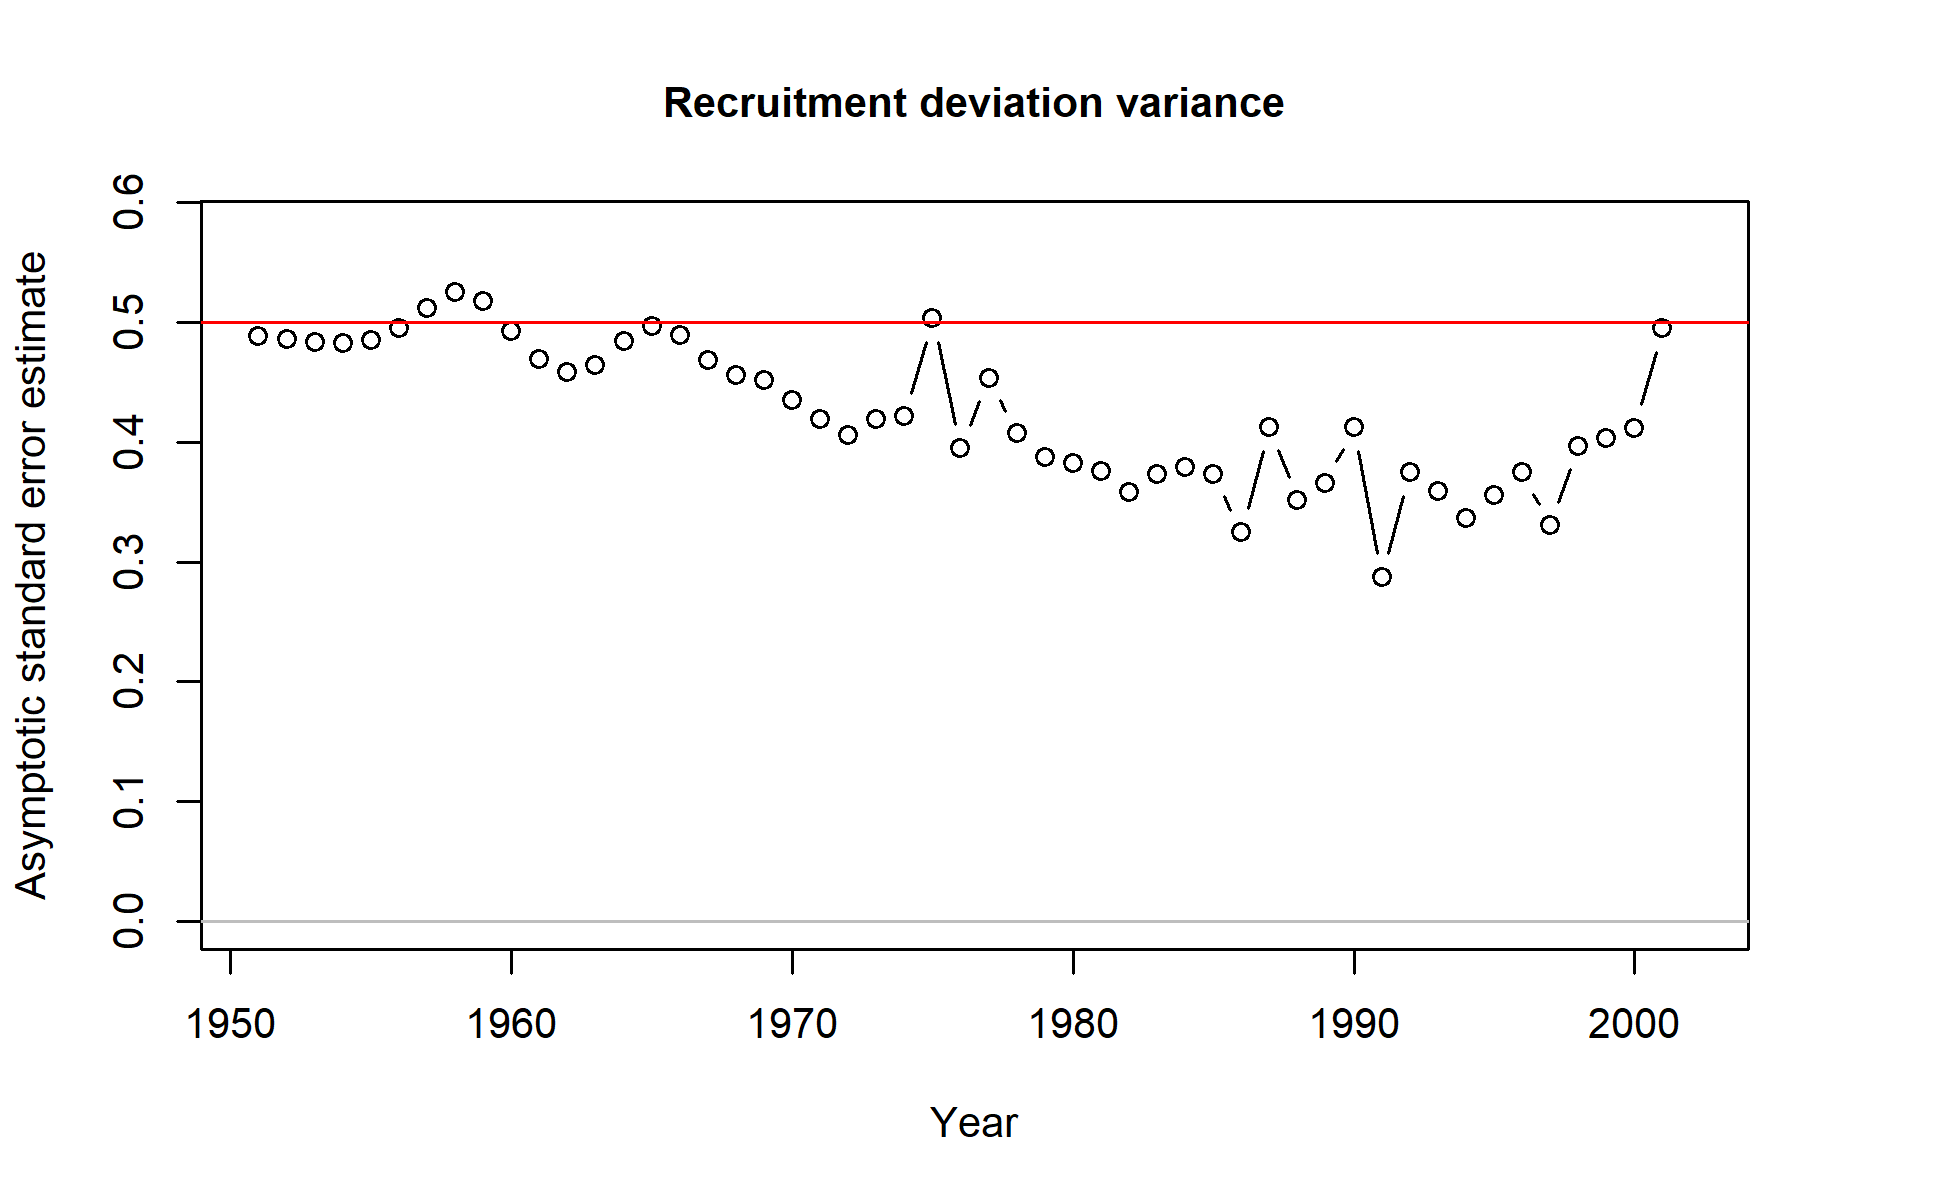 Recruitment deviation variance
Asymptotic standard error estimate
0.6
0.5
0.4
0.3
0.2
0.1
0.0
1950 1960 1970 1980 1990 2000
Year